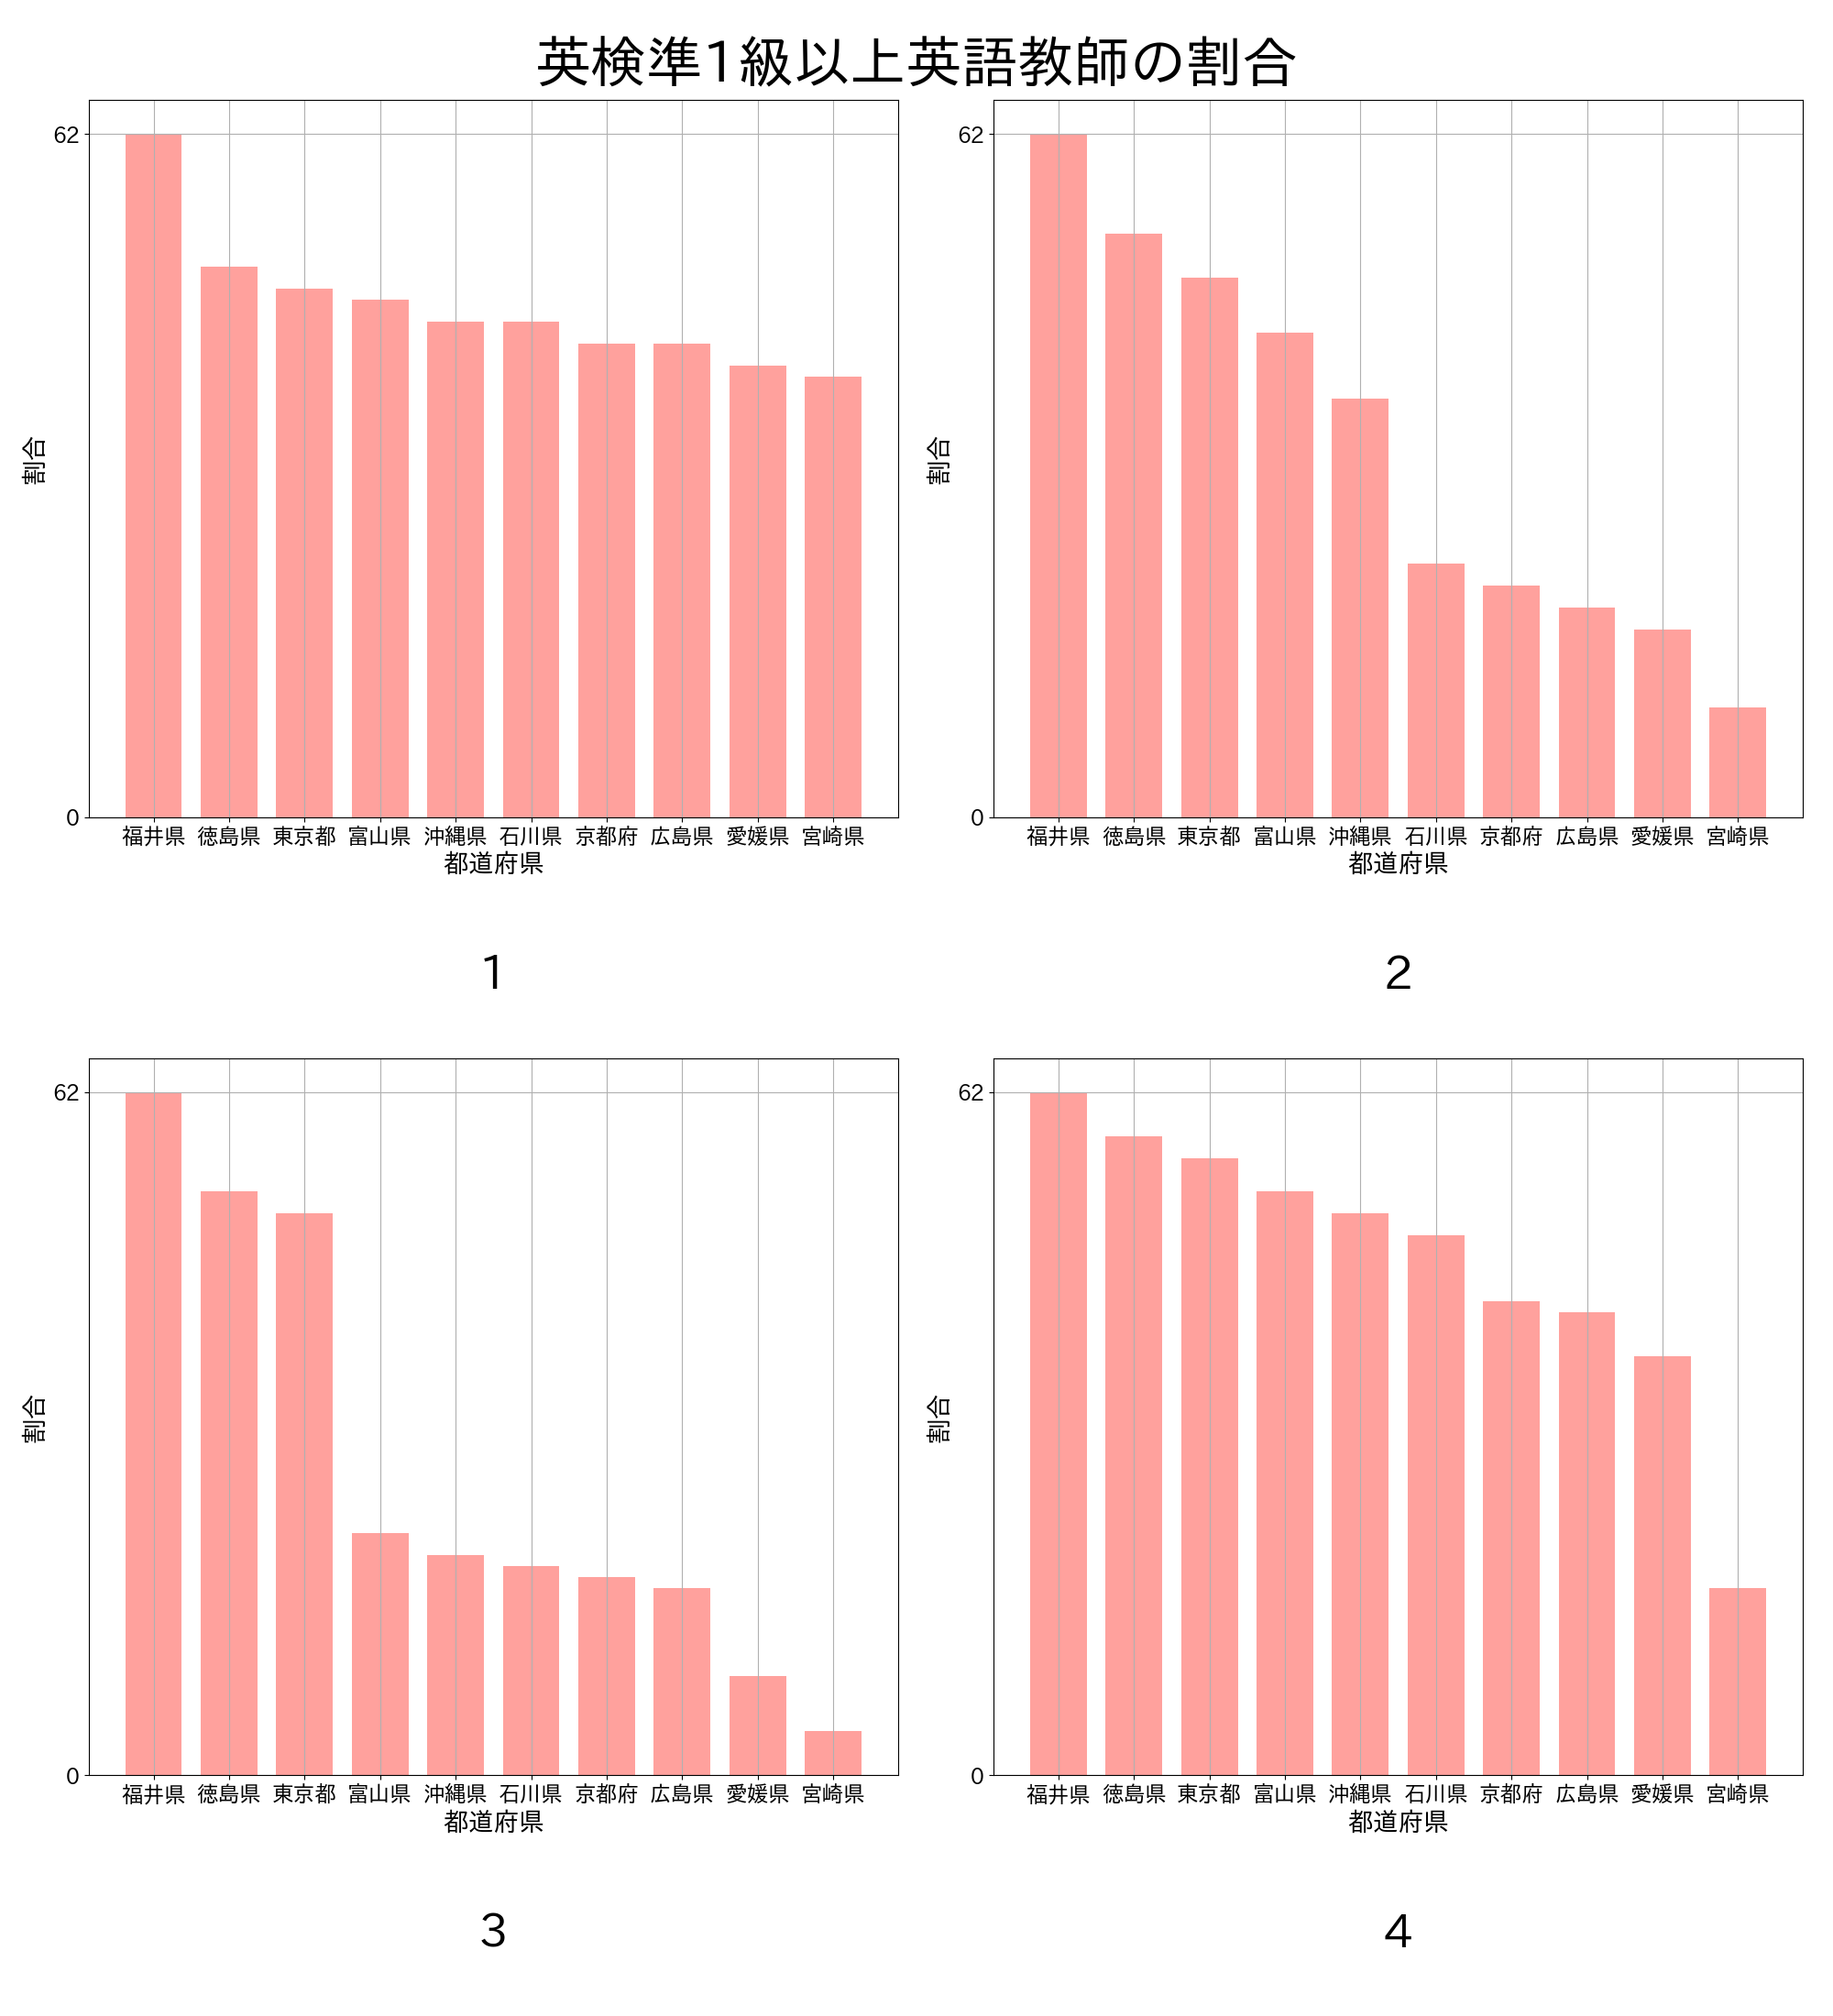 英検準1級以上英語教師の割合
62
0
割合
福井県 徳島県 東京都 富山県 沖縄県 石川県 京都府 広島県 愛媛県 宮崎県
都道府県
1
62
0
割合
福井県 徳島県 東京都 富山県 沖縄県 石川県 京都府 広島県 愛媛県 宮崎県
都道府県
2
62
0
割合
福井県 徳島県 東京都 富山県 沖縄県 石川県 京都府 広島県 愛媛県 宮崎県
都道府県
3
62
0
割合
福井県 徳島県 東京都 富山県 沖縄県 石川県 京都府 広島県 愛媛県 宮崎県
都道府県
4